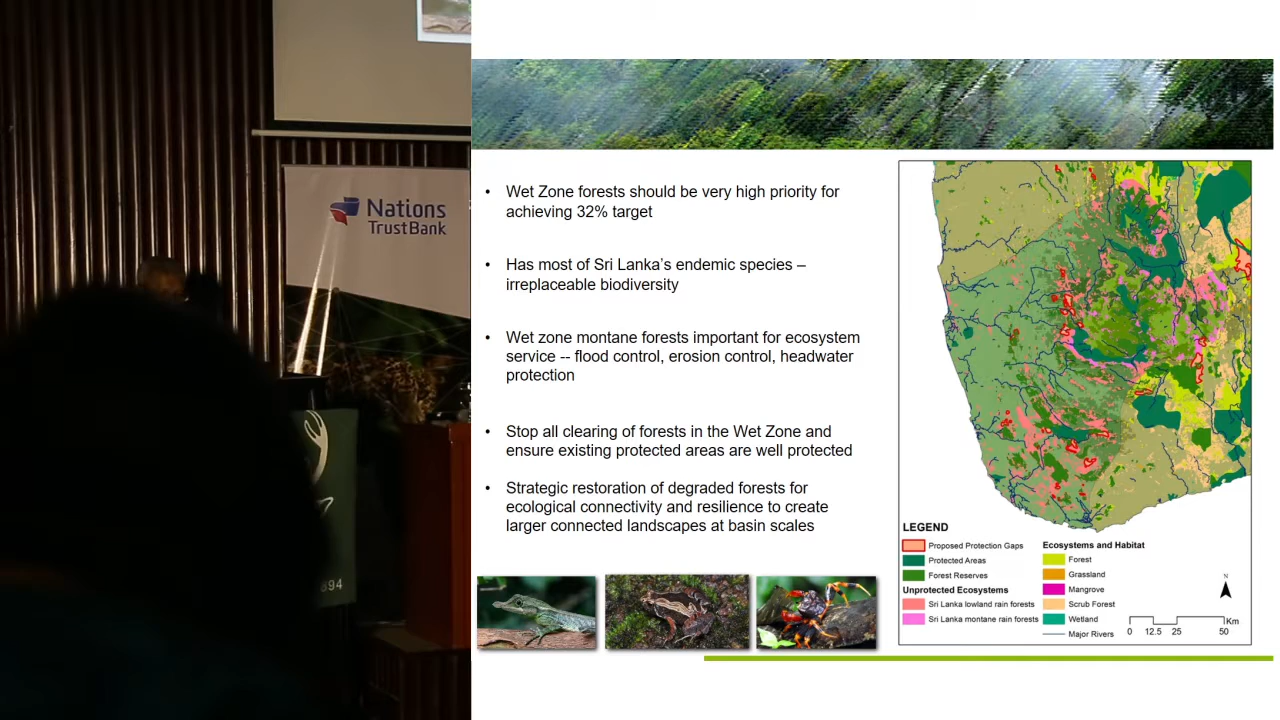 Nations
TrustBank
894
• Wet Zone forests should be very high priority for
achieving 32% target
• Has most of Sri Lanka's endemic species –
irreplaceable biodiversity
• Wet zone montane forests important for ecosystem
service -- flood control, erosion control, headwater
protection
• Stop all clearing of forests in the Wet Zone and
ensure existing protected areas are well protected
• Strategic restoration of degraded forests for
ecological connectivity and resilience to create
larger connected landscapes at basin scales
LEGEND
Proposed Protection Gaps
Protected Areas
Forest Reserves
Unprotected Ecosystems
Sri Lanka lowland rain forests
Sri Lanka montane rain forests
Ecosystems and Habitat
Forest
Grassland
Mangrove
Scrub Forest
Wetland
Major Rivers
N
Km
0 12.5 25 50